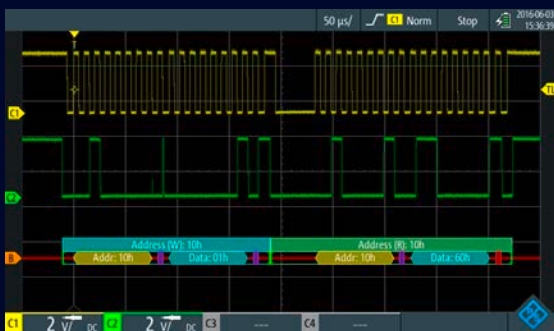 50 µs/ C1 Norm Stop 2016-06-03
15:36:39
T
C1
TL
C2
Address (W): 10h Address (R): 10h
B Addr: 10h Data: 01h Addr: 10h Data: 60h
C1 2 V/ DC C2 2 V/ DC C3 --- C4 ---